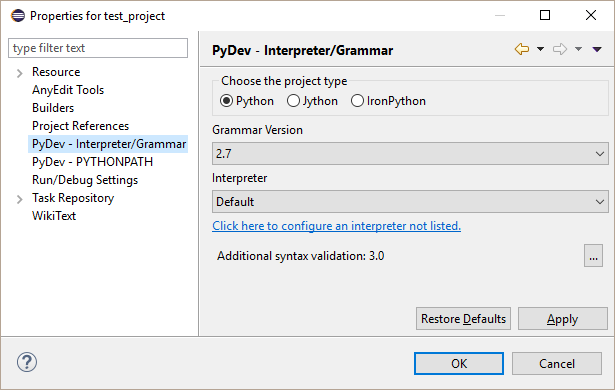 Properties for test_project
type filter text
Resource
AnyEdit Tools
Builders
Project References
PyDev - Interpreter/Grammar
PyDev - PYTHONPATH
Run/Debug Settings
Task Repository
WikiText
PyDev - Interpreter/Grammar
Choose the project type
Python Jython IronPython
Grammar Version
2.7
Interpreter
Default
Click here to configure an interpreter not listed.
Additional syntax validation: 3.0 ...
Restore Defaults Apply
? OK Cancel